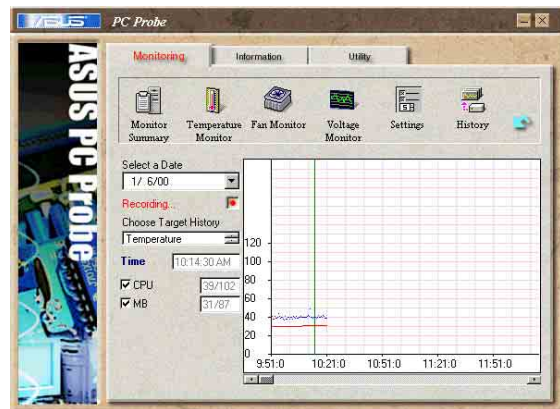 ASUS PC Probe
ASUS PC Probe
Monitoring Information Utility
Monitor Summary
Temperature Monitor
Fan Monitor
Voltage Monitor
Settings
History
Select a Date
1/ 6/00
Recording...
Choose Target History
Temperature
Time 10:14:30 AM
CPU 39/102
MB 31/87
120
100
80
60
40
20
0
9:51:0 10:21:0 10:51:0 11:21:0 11:51:0